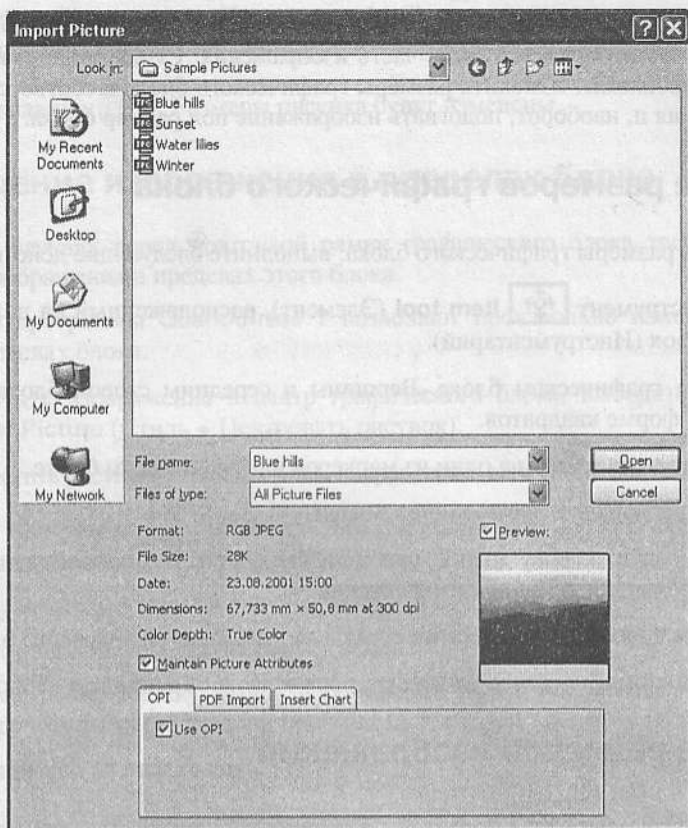 Import Picture
Look in: Sample Pictures
My Recent Documents
Desktop
My Documents
My Computer
My Network
Blue hills
Sunset
Water lilies
Winter
File name: Blue hills Open
Files of type: All Picture Files Cancel
Format: RGB JPEG
File Size: 28K
Date: 23.08.2001 15:00
Dimensions: 67,733 mm × 50,8 mm at 300 dpi
Color Depth: True Color
Maintain Picture Attributes
Preview:
OPI PDF Import Insert Chart
Use OPI